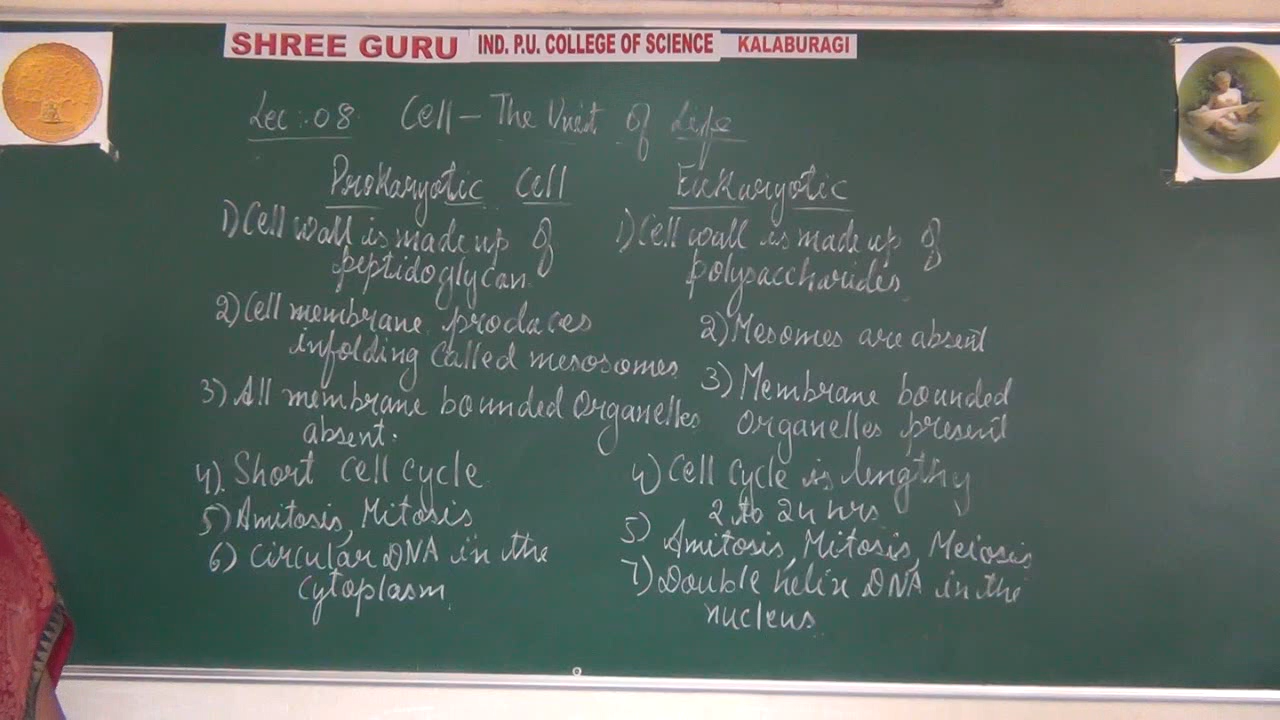 SHREE GURU IND. P.U. COLLEGE OF SCIENCE KALABURAGI
Lec:08 Cell - The Unit of Life
Prokaryotic Cell
1) Cell wall is made up of
peptidoglycan
2) Cell membrane produces
infolding called mesosomes
3) All membrane bounded organelles
absent.
4) Short cell cycle
5) Amitosis, Mitosis
6) Circular DNA in the
cytoplasm
Eukaryotic
1) Cell wall is made up of
polysaccharides
2) Mesomes are absent
3) Membrane bounded
organelles present
4) Cell cycle is lengthy
2 to 24 hrs
5) Amitosis, Mitosis, Meiosis
7) Double helix DNA in the
nucleus